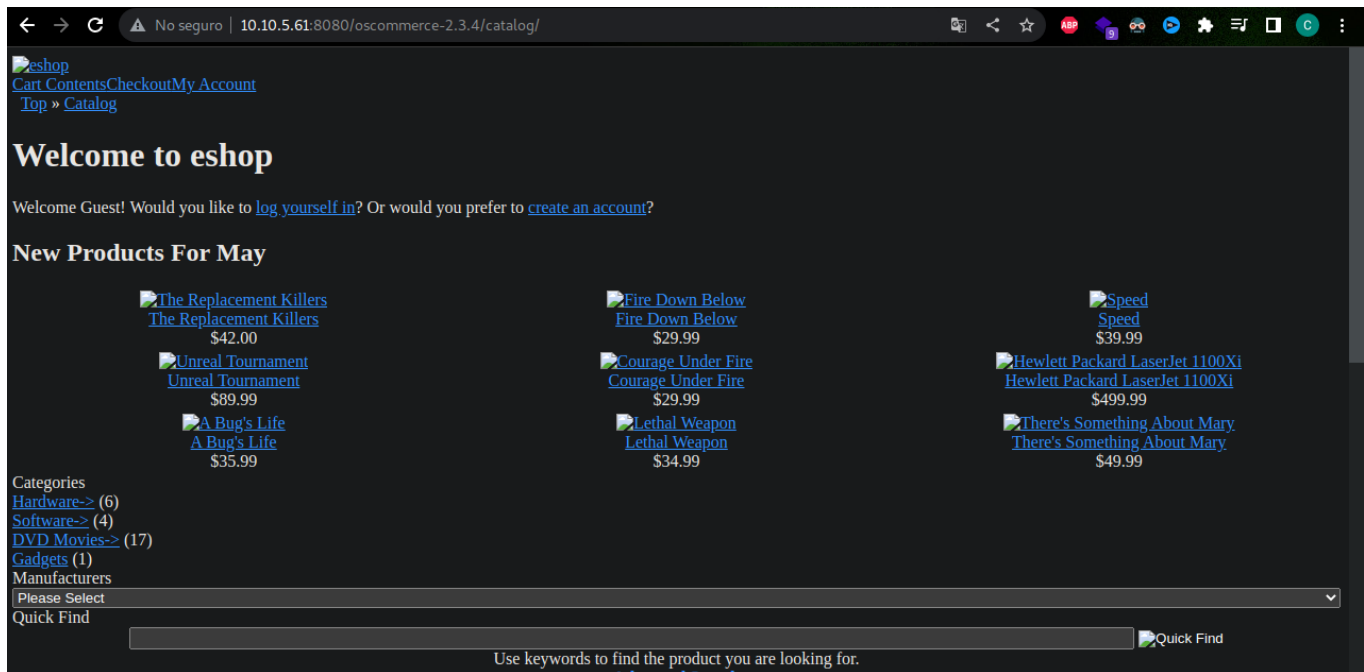 No seguro | 10.10.5.61:8080/oscommerce-2.3.4/catalog/
ABP 9 C
eshop
Cart ContentsCheckoutMy Account
Top » Catalog
Welcome to eshop
Welcome Guest! Would you like to log yourself in? Or would you prefer to create an account?
New Products For May
The Replacement Killers Fire Down Below Speed
The Replacement Killers Fire Down Below Speed
$42.00 $29.99 $39.99
Unreal Tournament Courage Under Fire Hewlett Packard LaserJet 1100Xi
Unreal Tournament Courage Under Fire Hewlett Packard LaserJet 1100Xi
$89.99 $29.99 $499.99
A Bug's Life Lethal Weapon There's Something About Mary
A Bug's Life Lethal Weapon There's Something About Mary
$35.99 $34.99 $49.99
Categories
Hardware-> (6)
Software-> (4)
DVD Movies-> (17)
Gadgets (1)
Manufacturers
Please Select
Quick Find
Quick Find
Use keywords to find the product you are looking for.